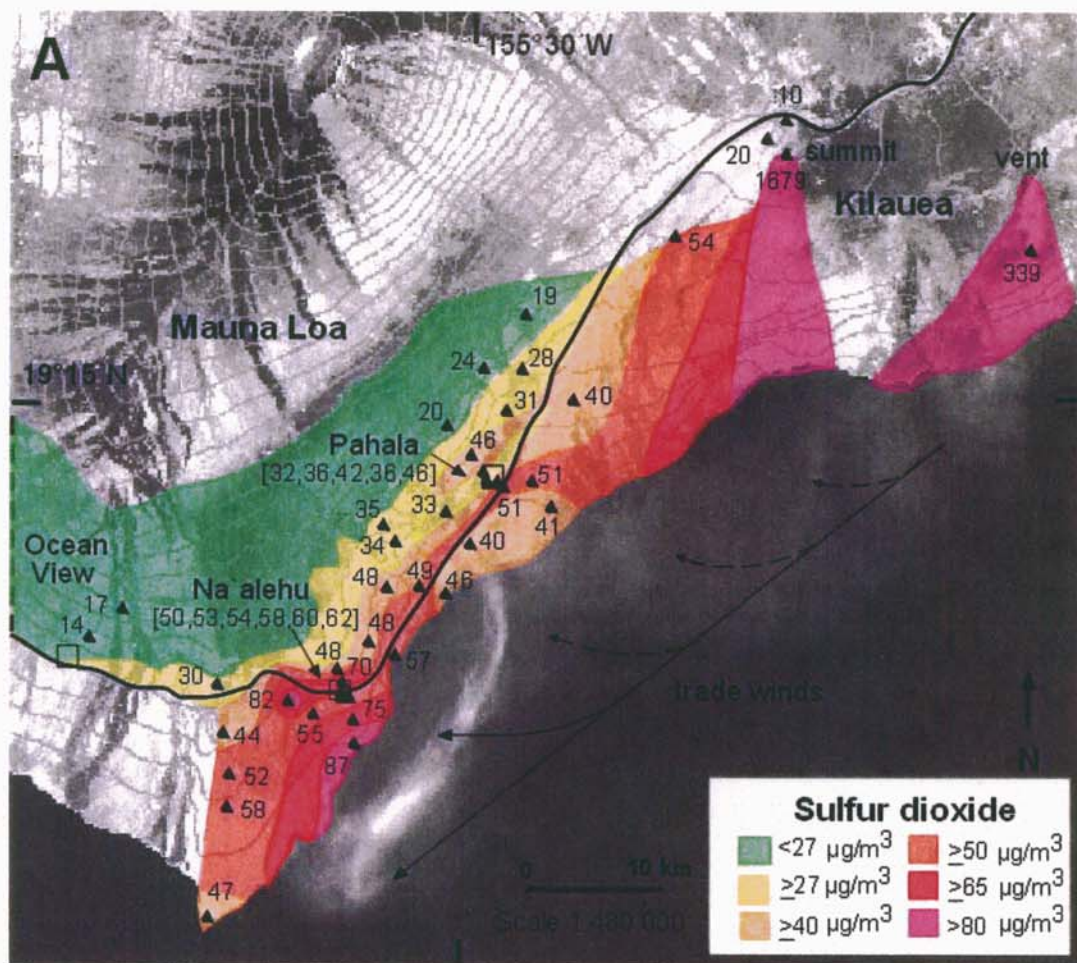 A
155°30' W
10
20
summit
vent
1679
Kilauea
54
339
19
Mauna Loa
24
28
19°15' N
31
40
20
46
Pahala
[32,36,42,36,46]
51
51
33
35
41
34
40
Ocean
View
48
49
46
Na'alehu
[50,53,54,58,60,62]
17
14
48
48
57
70
30
trade winds
82
75
55
44
87
N
52
58
47
0 10 km
Scale 1:480 000
Sulfur dioxide
<27 µg/m³
≥50 µg/m³
≥27 µg/m³
≥65 µg/m³
≥40 µg/m³
>80 µg/m³